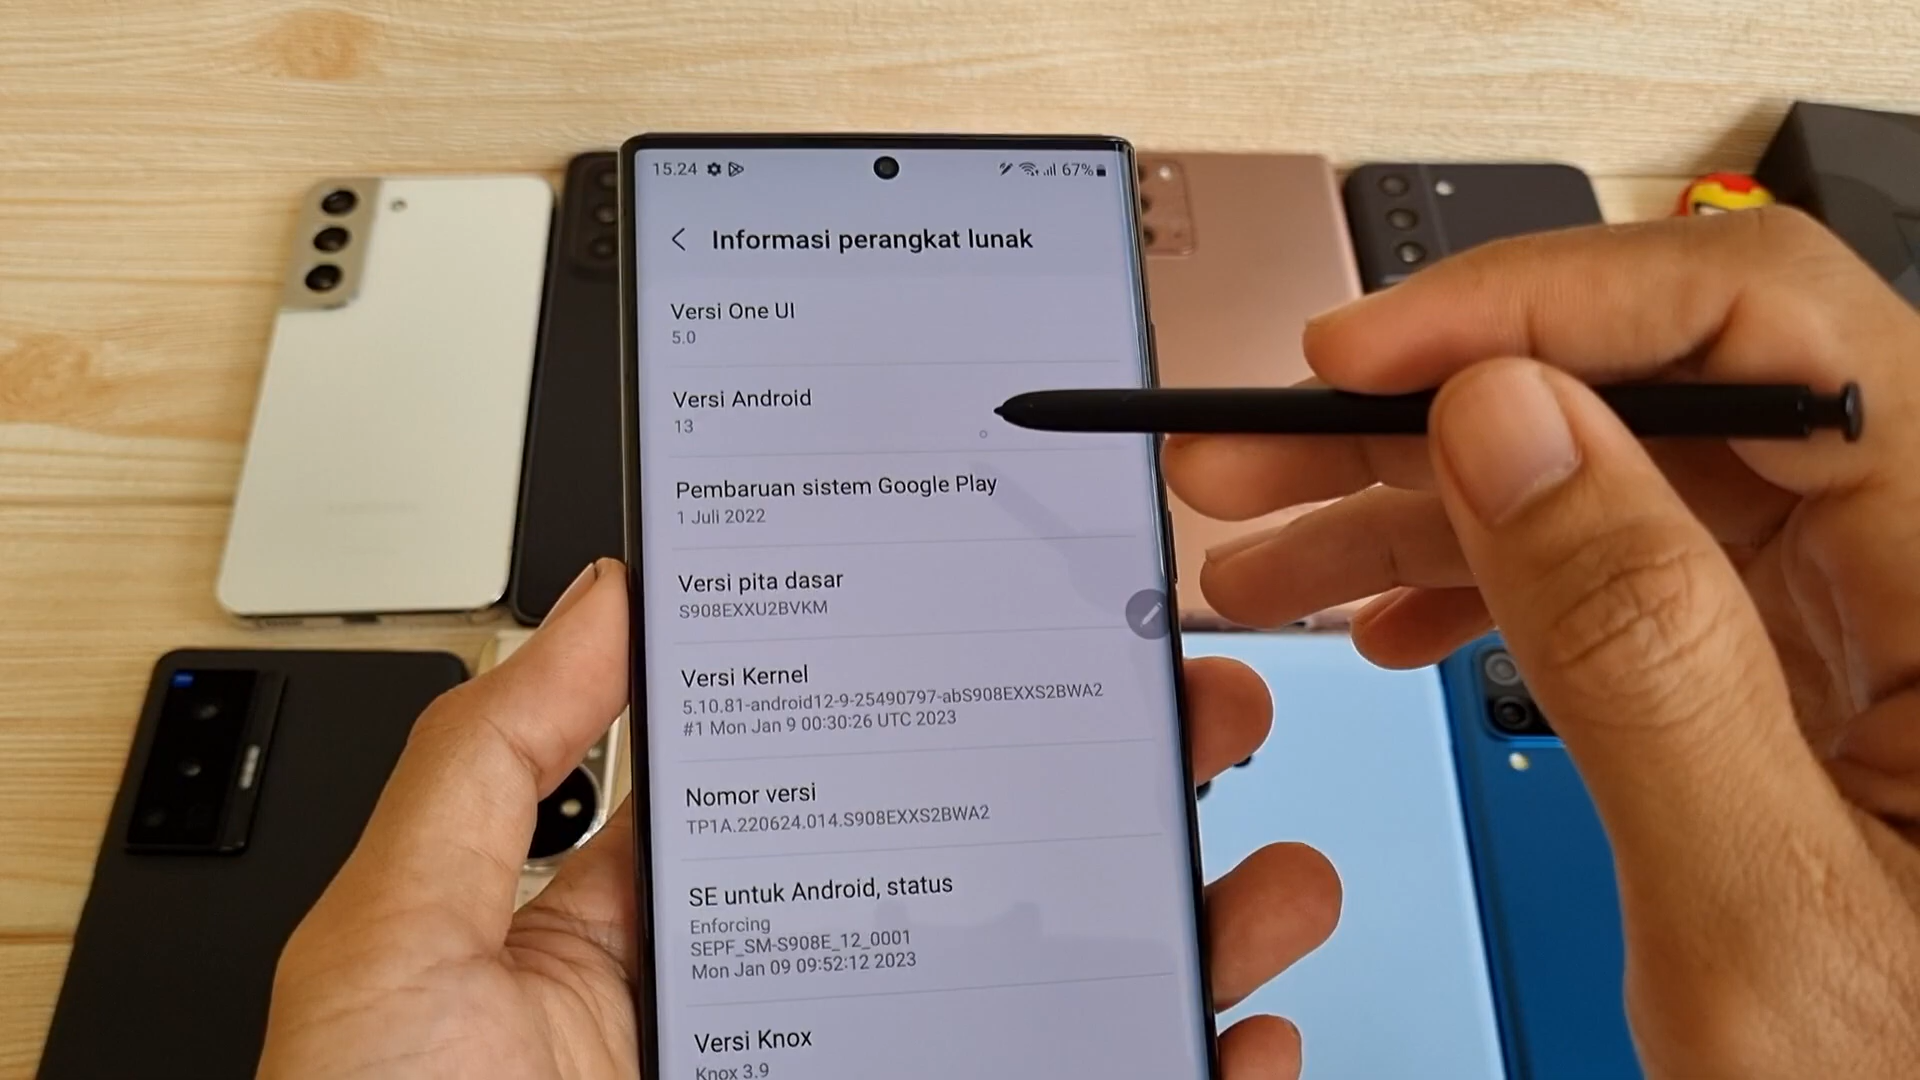 15.24 67%
Informasi perangkat lunak
Versi One UI
5.0
Versi Android
13
Pembaruan sistem Google Play
1 Juli 2022
Versi pita dasar
S908EXXU2BVKM
Versi Kernel
5.10.81-android12-9-25490797-abS908EXXS2BWA2
#1 Mon Jan 9 00:30:26 UTC 2023
Nomor versi
TP1A.220624.014.S908EXXS2BWA2
SE untuk Android, status
Enforcing
SEPF_SM-S908E_12_0001
Mon Jan 09 09:52:12 2023
Versi Knox
Knox 3.9